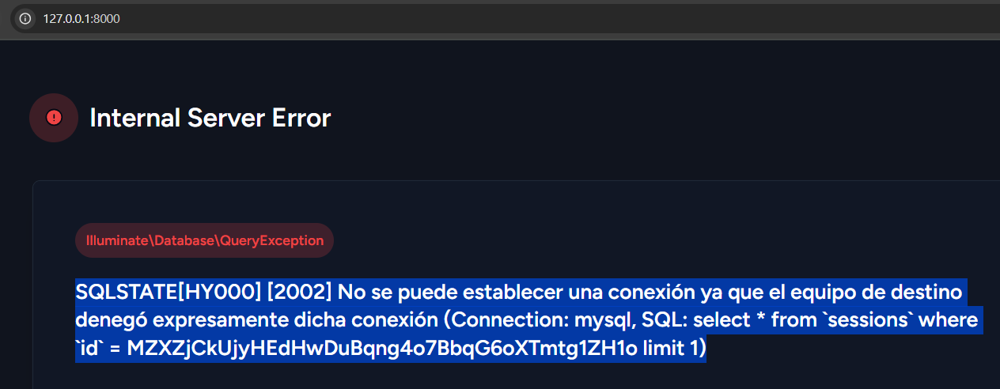 127.0.0.1:8000
Internal Server Error
Illuminate\Database\QueryException
SQLSTATE[HY000] [2002] No se puede establecer una conexión ya que el equipo de destino
denegó expresamente dicha conexión (Connection: mysql, SQL: select * from `sessions` where
`id` = MZXZjCkUjyHEdHwDuBqng4o7BbqG6oXTmtg1ZH1o limit 1)